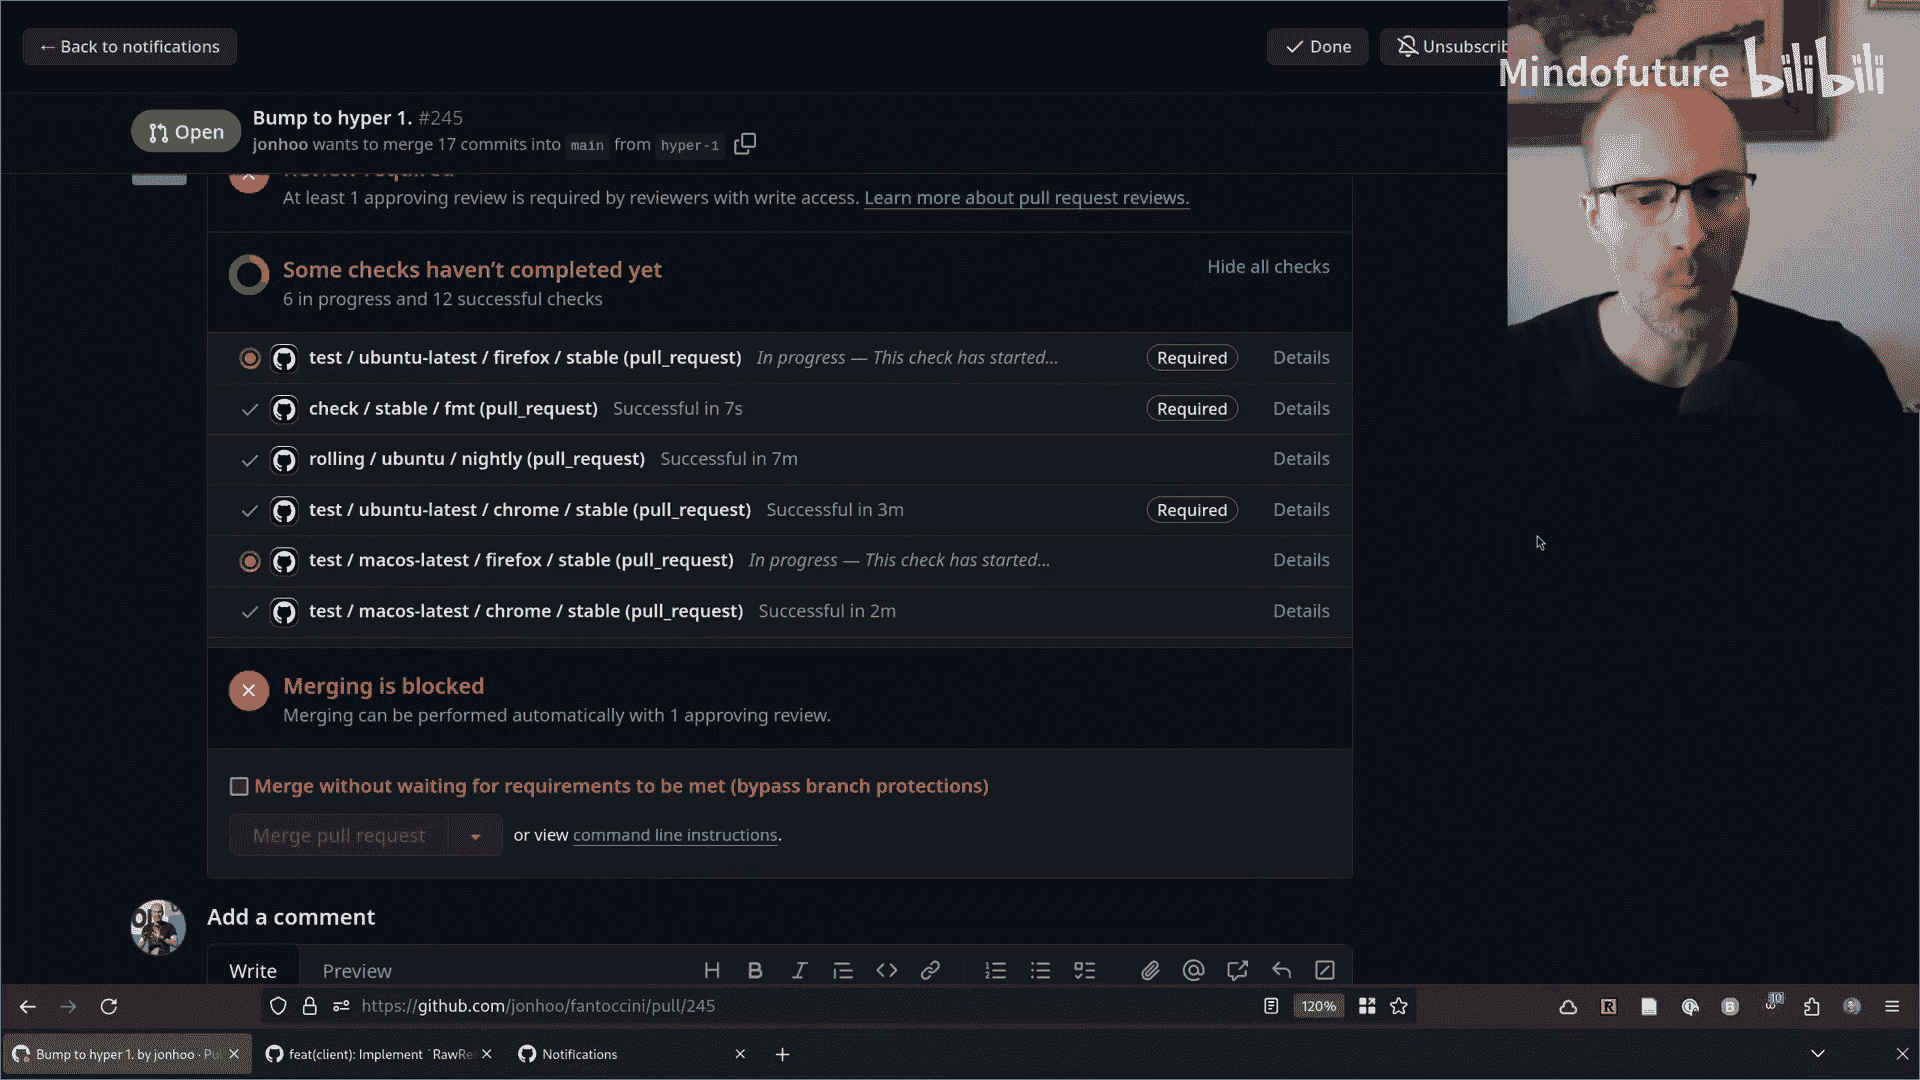 ← Back to notifications
Done
Unsubscrib
Mindofuture bilibili
Open
Bump to hyper 1. #245
jonhoo wants to merge 17 commits into main from hyper-1
Review required
At least 1 approving review is required by reviewers with write access. Learn more about pull request reviews.
Some checks haven’t completed yet
Hide all checks
6 in progress and 12 successful checks
test / ubuntu-latest / firefox / stable (pull_request) In progress — This check has started... Required Details
check / stable / fmt (pull_request) Successful in 7s Required Details
rolling / ubuntu / nightly (pull_request) Successful in 7m Details
test / ubuntu-latest / chrome / stable (pull_request) Successful in 3m Required Details
test / macos-latest / firefox / stable (pull_request) In progress — This check has started... Details
test / macos-latest / chrome / stable (pull_request) Successful in 2m Details
Merging is blocked
Merging can be performed automatically with 1 approving review.
Merge without waiting for requirements to be met (bypass branch protections)
Merge pull request
or view command line instructions.
Add a comment
Write
Preview
H B I
https://github.com/jonhoo/fantoccini/pull/245
120%
R
B
10
Bump to hyper 1. by jonhoo · Pul
feat(client): Implement `RawRe
Notifications